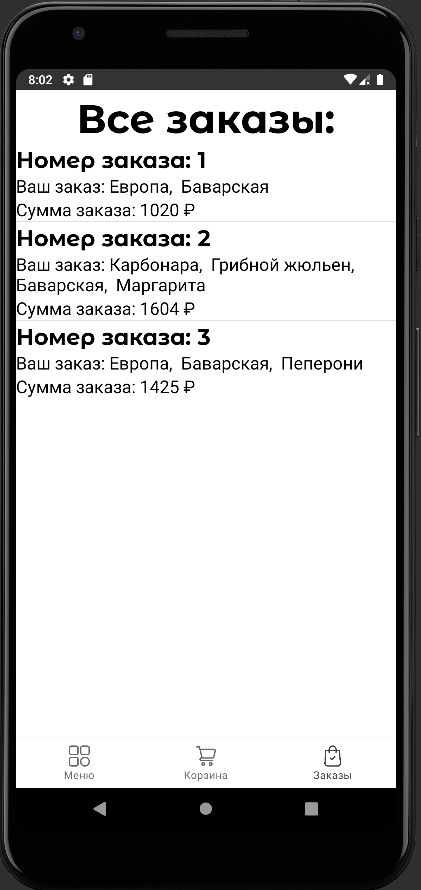 8:02
Все заказы:
Номер заказа: 1
Ваш заказ: Европа,  Баварская
Сумма заказа: 1020 ₽
Номер заказа: 2
Ваш заказ: Карбонара,  Грибной жюльен,
Баварская,  Маргарита
Сумма заказа: 1604 ₽
Номер заказа: 3
Ваш заказ: Европа,  Баварская,  Пеперони
Сумма заказа: 1425 ₽
Меню
Корзина
Заказы